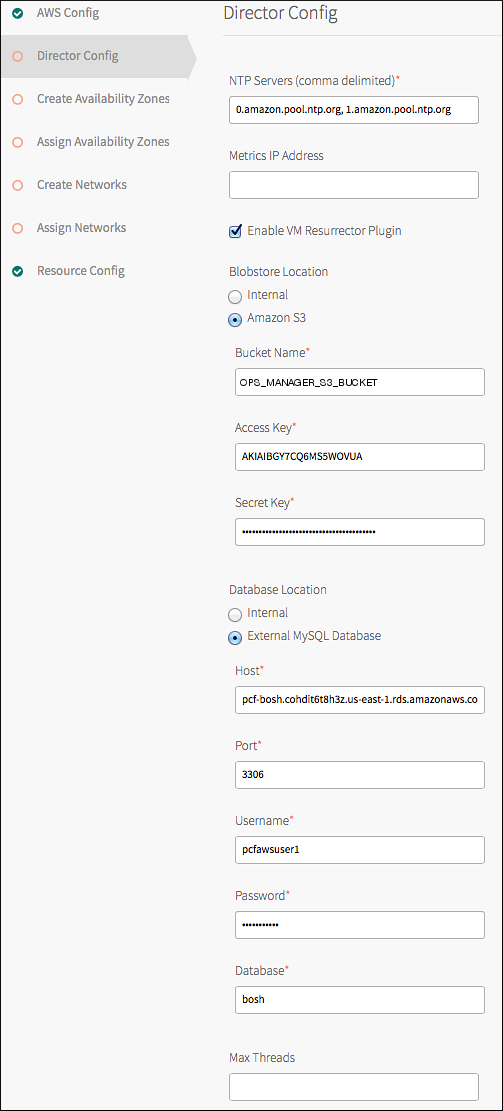 AWS Config
Director Config
Create Availability Zones
Assign Availability Zones
Create Networks
Assign Networks
Resource Config
Director Config
NTP Servers (comma delimited)*
0.amazon.pool.ntp.org, 1.amazon.pool.ntp.org
Metrics IP Address
Enable VM Resurrector Plugin
Blobstore Location
Internal
Amazon S3
Bucket Name*
OPS_MANAGER_S3_BUCKET
Access Key*
AKIAIBGY7CQ6MS5WOVUA
Secret Key*
••••••••••••••••••••••••••••••••••••••••
Database Location
Internal
External MySQL Database
Host*
pcf-bosh.cohdit6t8h3z.us-east-1.rds.amazonaws.co
Port*
3306
Username*
pcfawsuser1
Password*
•••••••••••
Database*
bosh
Max Threads